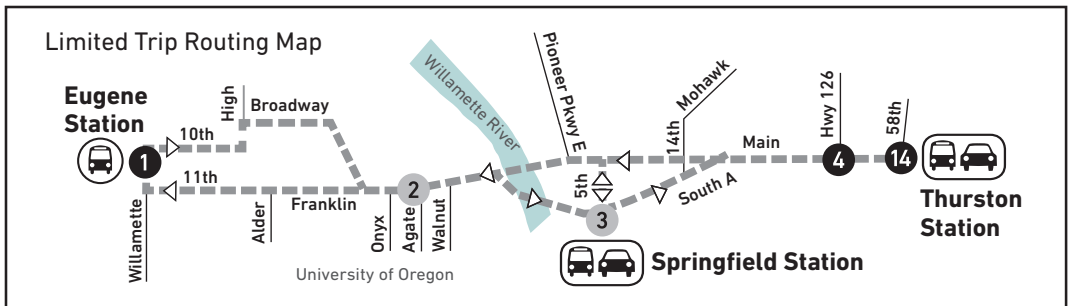 Limited Trip Routing Map
Eugene
Station
1
10th
High
Broadway
11th
Willamette
Alder
Franklin
Onyx
2
Agate
Walnut
University of Oregon
Willamette River
Pioneer Pkwy E
5th
3
Springfield Station
14th
Mohawk
South A
Main
Hwy 126
4
58th
14
Thurston
Station